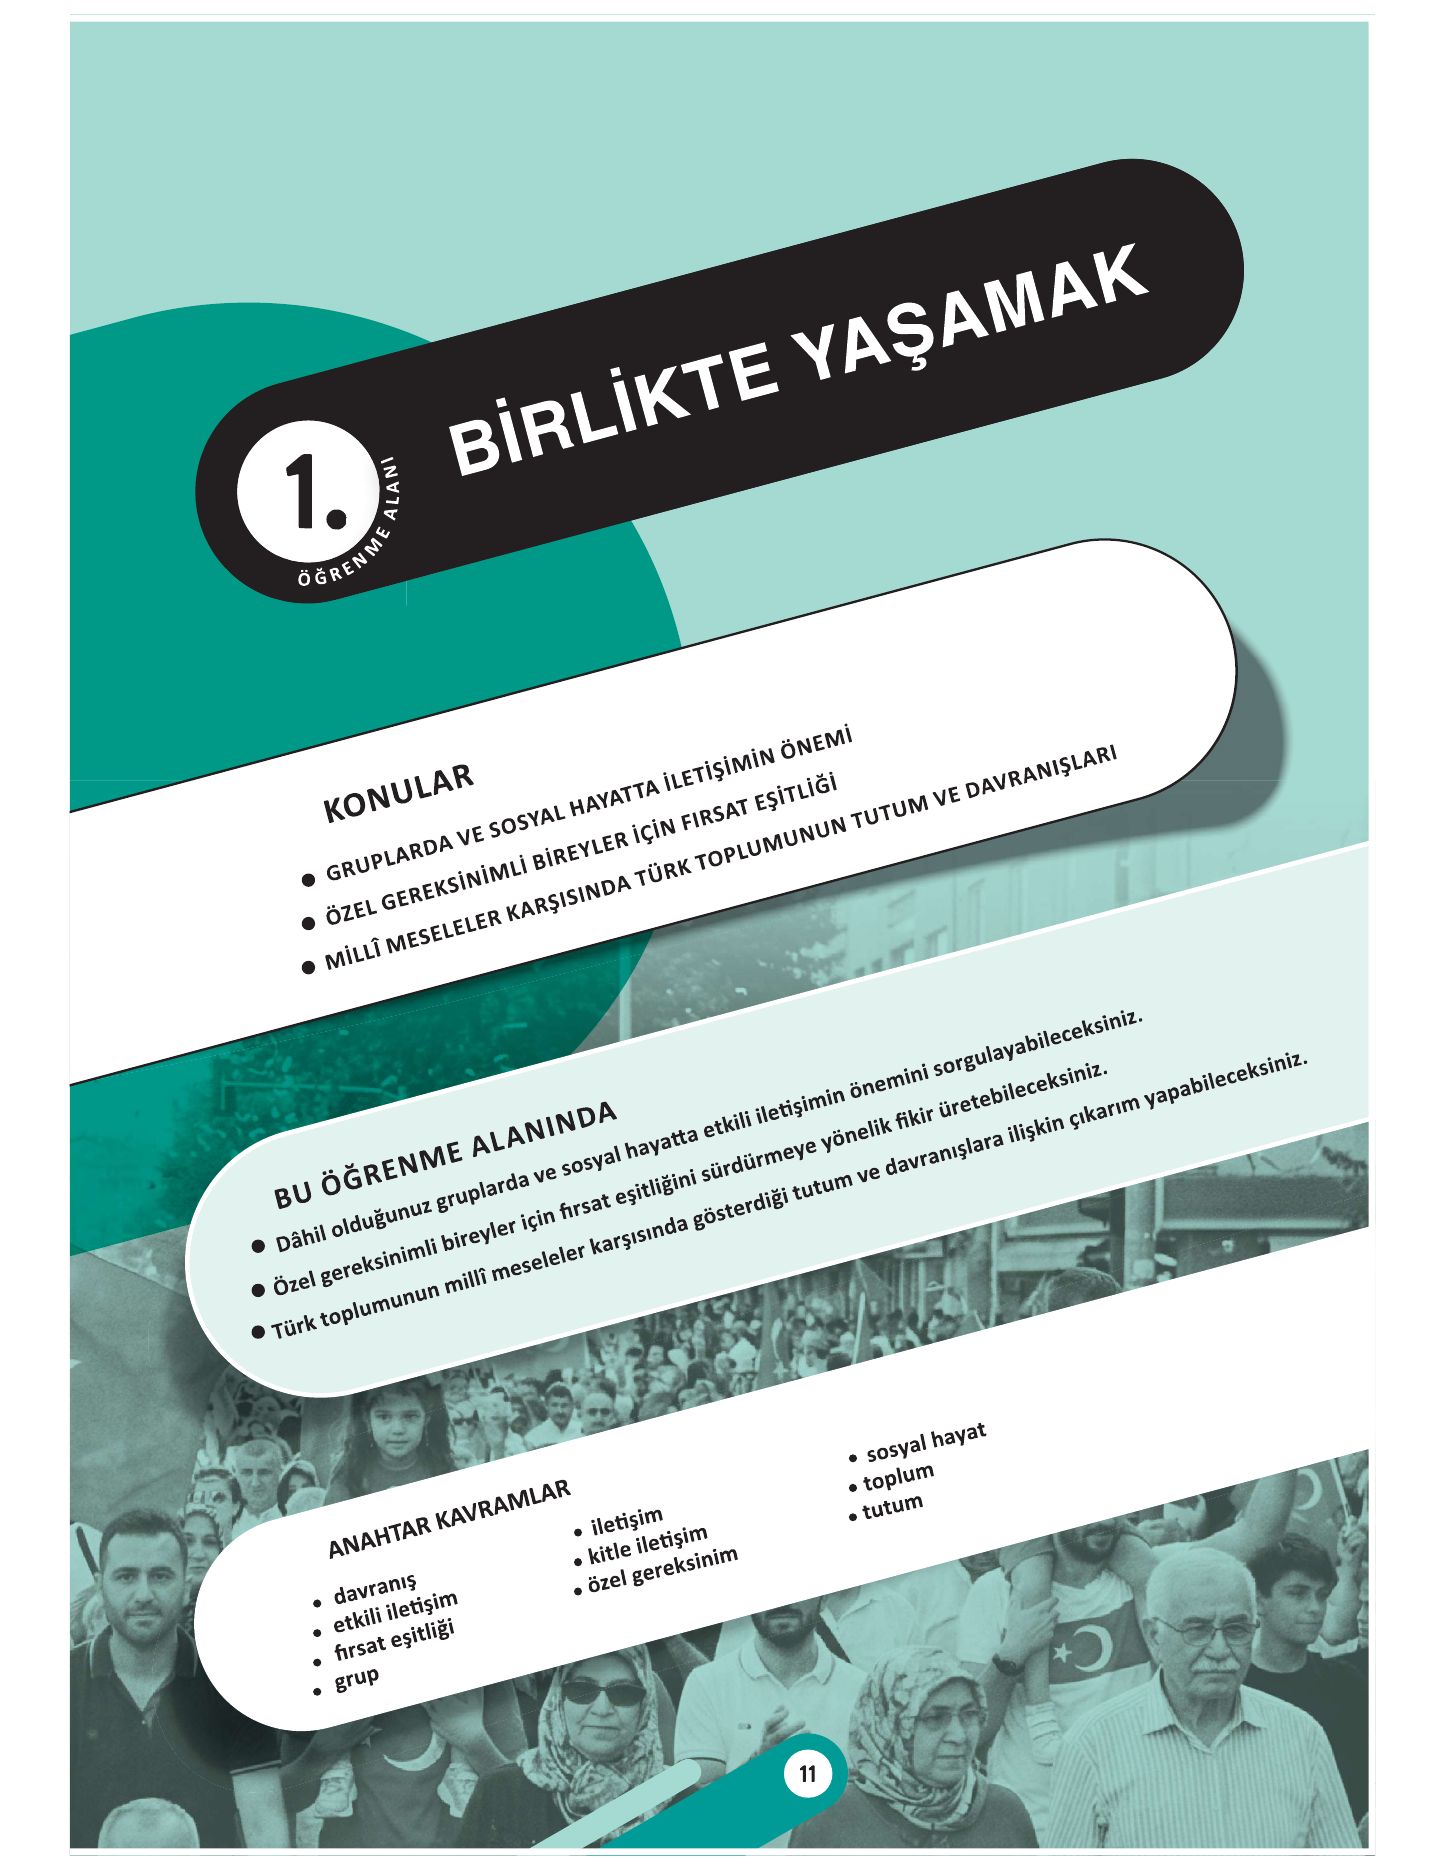 BİRLİKTE YAŞAMAK
1.
ÖĞRENME ALANI
KONULAR
● GRUPLARDA VE SOSYAL HAYATTA İLETİŞİMİN ÖNEMİ
● ÖZEL GEREKSİNİMLİ BİREYLER İÇİN FIRSAT EŞİTLİĞİ
● MİLLÎ MESELELER KARŞISINDA TÜRK TOPLUMUNUN TUTUM VE DAVRANIŞLARI
BU ÖĞRENME ALANINDA
● Dâhil olduğunuz gruplarda ve sosyal hayatta etkili iletişimin önemini sorgulayabileceksiniz.
● Özel gereksinimli bireyler için fırsat eşitliğini sürdürmeye yönelik fikir üretebileceksiniz.
● Türk toplumunun millî meseleler karşısında gösterdiği tutum ve davranışlara ilişkin çıkarım yapabileceksiniz.
ANAHTAR KAVRAMLAR
• davranış
• etkili iletişim
• fırsat eşitliği
• grup
• iletişim
• kitle iletişim
• özel gereksinim
• sosyal hayat
• toplum
• tutum
11